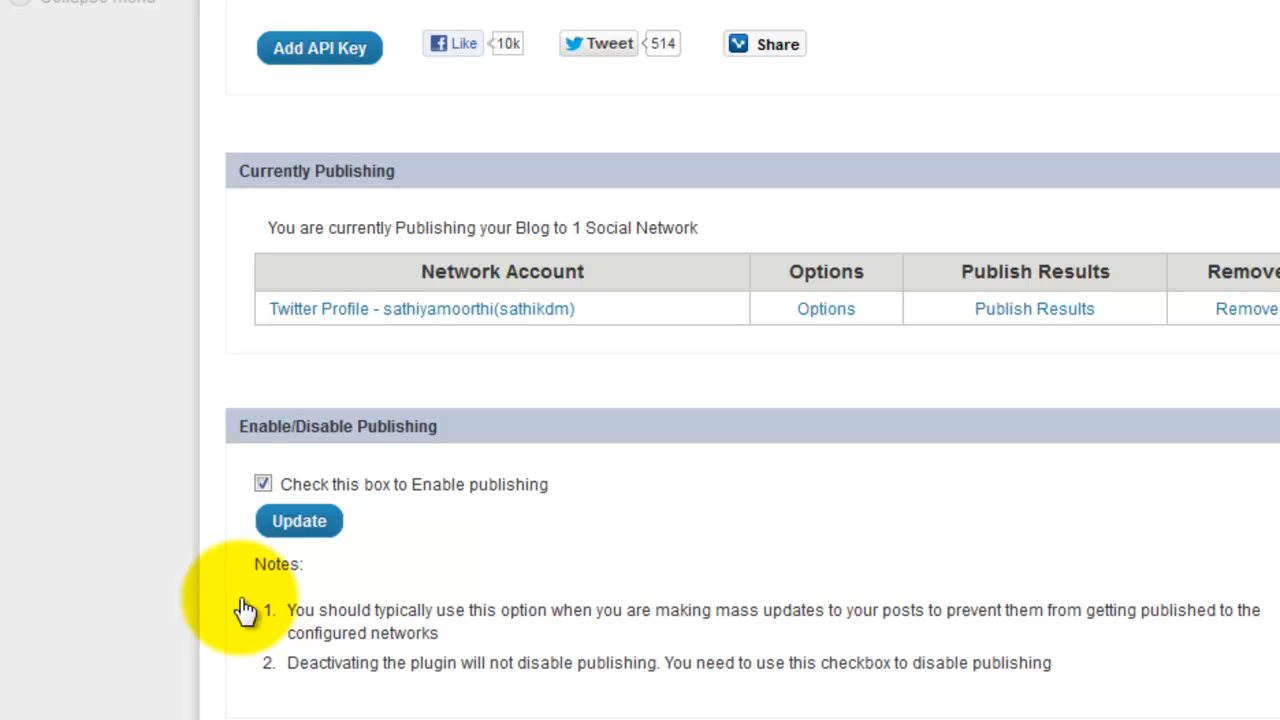 Collapse menu
Add API Key Like 10k Tweet 514 Share
Currently Publishing
You are currently Publishing your Blog to 1 Social Network
Network Account Options Publish Results Remove
Twitter Profile - sathiyamoorthi(sathikdm) Options Publish Results Remove
Enable/Disable Publishing
Check this box to Enable publishing
Update
Notes:
1. You should typically use this option when you are making mass updates to your posts to prevent them from getting published to the
configured networks
2. Deactivating the plugin will not disable publishing. You need to use this checkbox to disable publishing